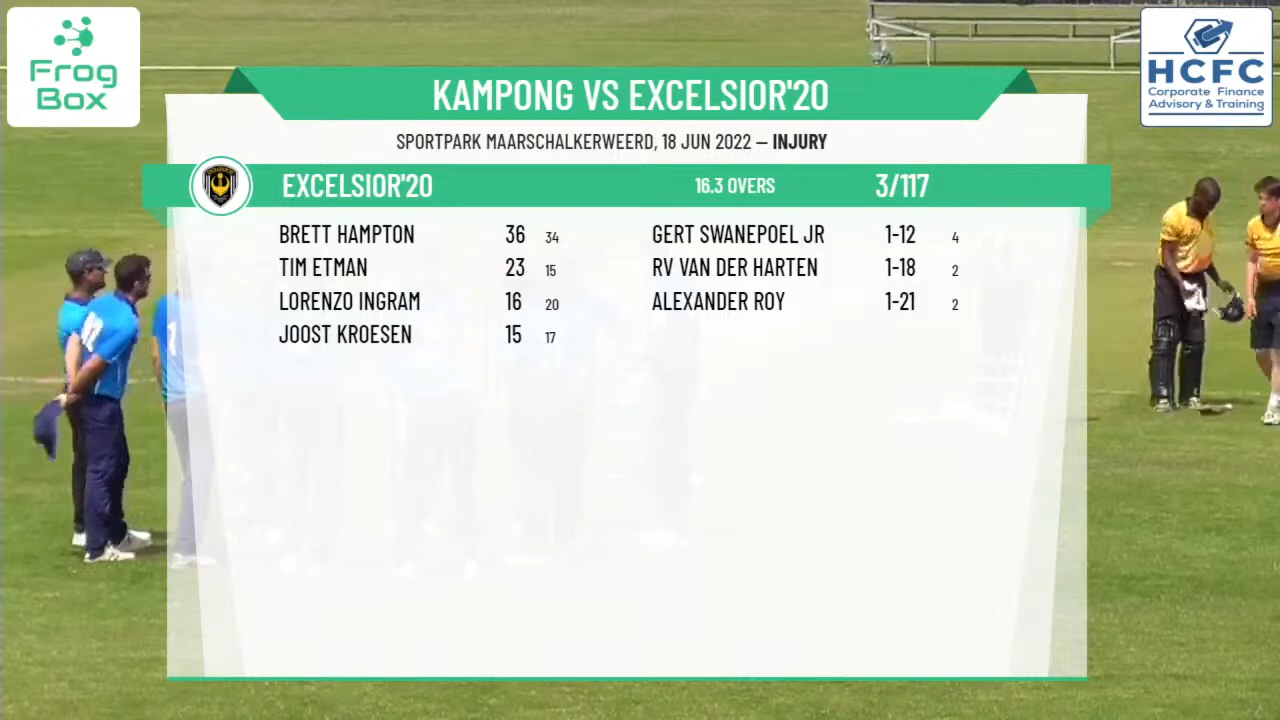 Frog
Box
HCFC
Corporate Finance
Advisory & Training
KAMPONG VS EXCELSIOR'20
SPORTPARK MAARSCHALKERWEERD, 18 JUN 2022 – INJURY
EXCELSIOR'20 16.3 OVERS 3/117
BRETT HAMPTON 36 34 GERT SWANEPOEL JR 1-12 4
TIM ETMAN 23 15 RV VAN DER HARTEN 1-18 2
LORENZO INGRAM 16 20 ALEXANDER ROY 1-21 2
JOOST KROESEN 15 17